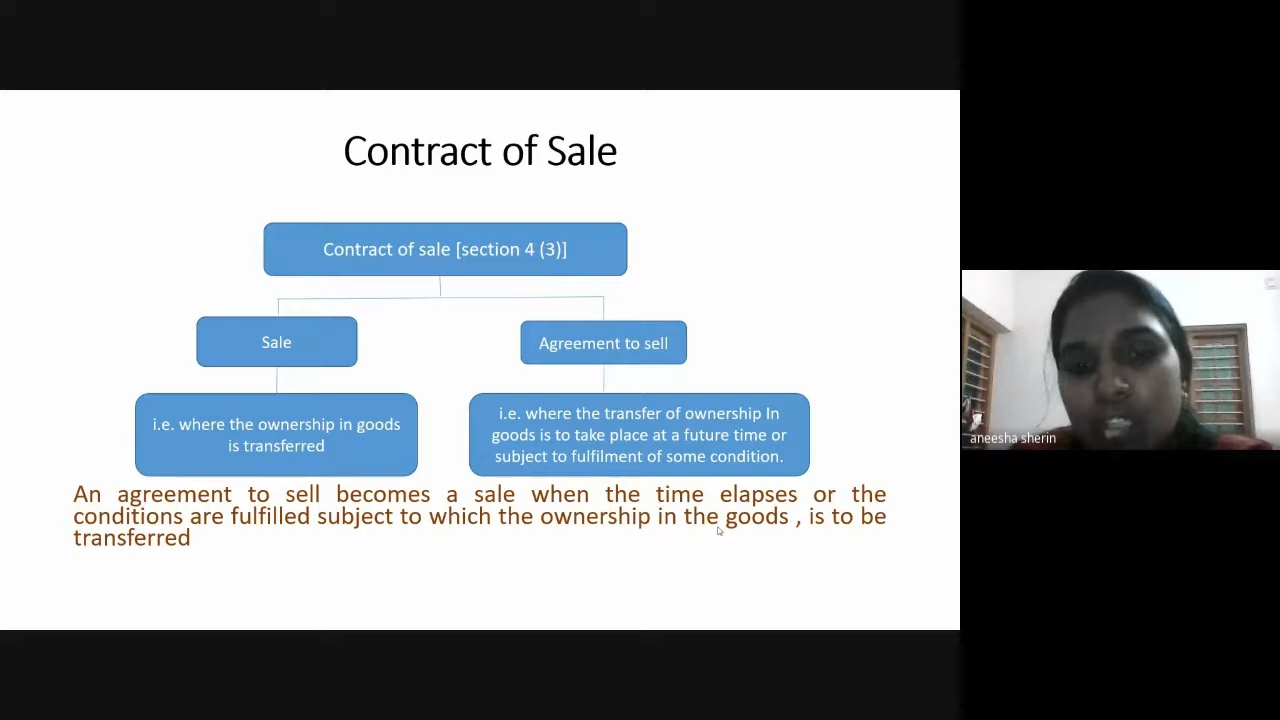 Contract of Sale
Contract of sale [section 4 (3)]
Sale
Agreement to sell
i.e. where the ownership in goods
is transferred
i.e. where the transfer of ownership In
goods is to take place at a future time or
subject to fulfilment of some condition.
An agreement to sell becomes a sale when the time elapses or the
conditions are fulfilled subject to which the ownership in the goods , is to be
transferred
aneesha sherin